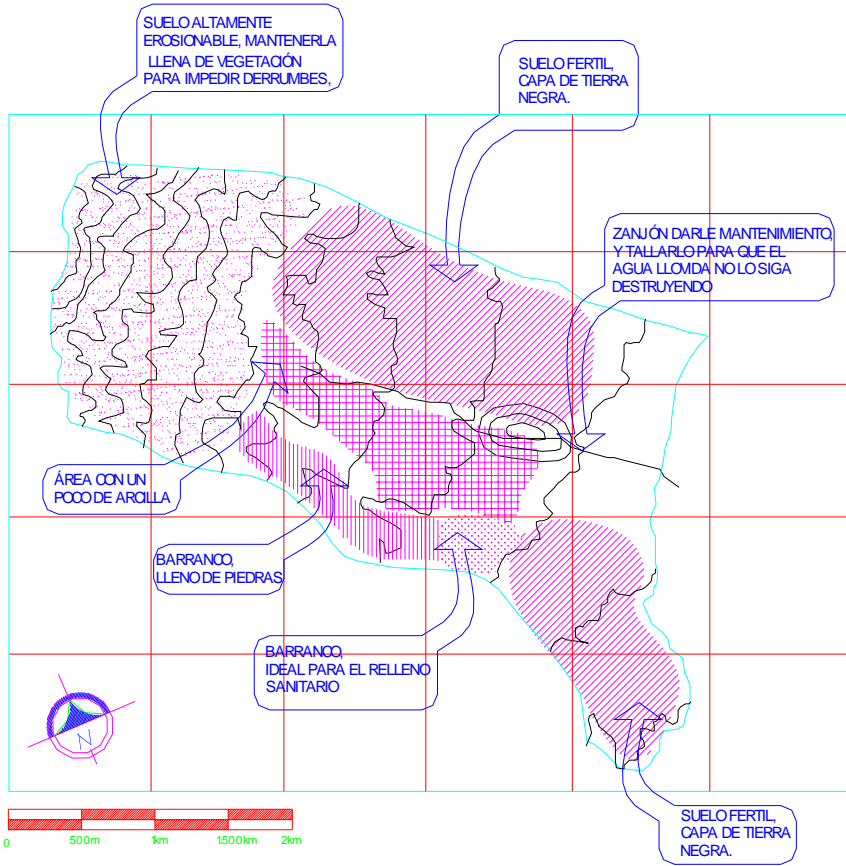 SUELO ALTAMENTE
EROSIONABLE, MANTENERLA
LLENA DE VEGETACIÓN
PARA IMPEDIR DERRUMBES,
SUELO FERTIL,
CAPA DE TIERRA
NEGRA.
ZANJÓN DARLE MANTENIMIENTO,
Y TALLARLO PARA QUE EL
AGUA LLOVIDA NO LO SIGA
DESTRUYENDO
ÁREA CON UN
POCO DE ARCILLA
BARRANCO,
LLENO DE PIEDRAS
BARRANCO,
IDEAL PARA EL RELLENO
SANITARIO
N
SUELO FERTIL,
CAPA DE TIERRA
NEGRA.
0 500m 1km 1.500km 2km